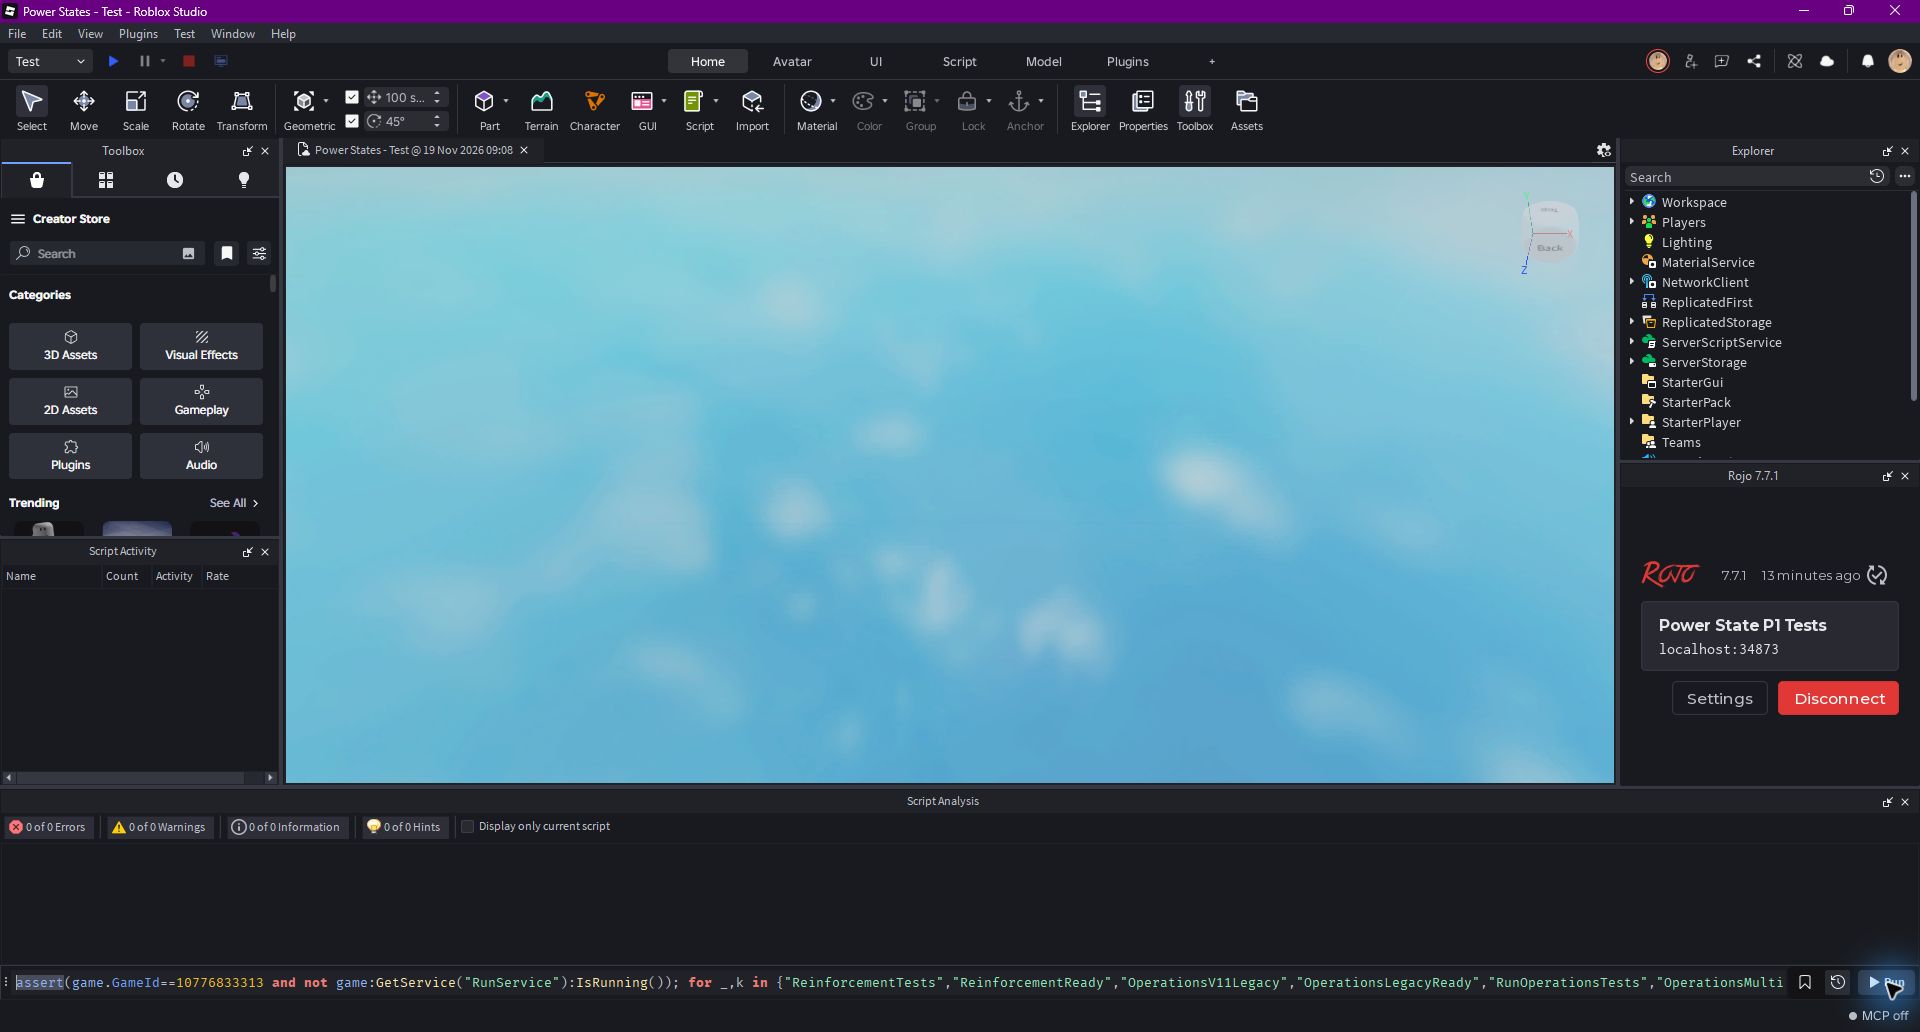 Power States - Test - Roblox Studio
File Edit View Plugins Test Window Help
Test
Home Avatar UI Script Model Plugins +
100 s...
45°
Select Move Scale Rotate Transform Geometric Part Terrain Character GUI Script Import Material Color Group Lock Anchor Explorer Properties Toolbox Assets
Toolbox
Power States - Test @ 19 Nov 2026 09:08
Explorer
Creator Store
Search
Categories
3D Assets
Visual Effects
2D Assets
Gameplay
Plugins
Audio
Trending
See All
Script Activity
Name Count Activity Rate
Y
X
Z
Back
Search
Workspace
Players
Lighting
MaterialService
NetworkClient
ReplicatedFirst
ReplicatedStorage
ServerScriptService
ServerStorage
StarterGui
StarterPack
StarterPlayer
Teams
Rojo 7.7.1
ROJO 7.7.1 13 minutes ago
Power State P1 Tests
localhost:34873
Settings
Disconnect
Script Analysis
0 of 0 Errors
0 of 0 Warnings
0 of 0 Information
0 of 0 Hints
Display only current script
assert(game.GameId==10776833313 and not game:GetService("RunService"):IsRunning()); for _,k in {"ReinforcementTests","ReinforcementReady","OperationsV11Legacy","OperationsLegacyReady","RunOperationsTests","OperationsMulti
MCP off